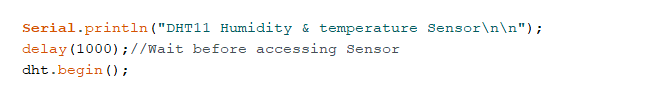 Serial.println("DHT11 Humidity & temperature Sensor\n\n");
delay(1000);//Wait before accessing Sensor
dht.begin();